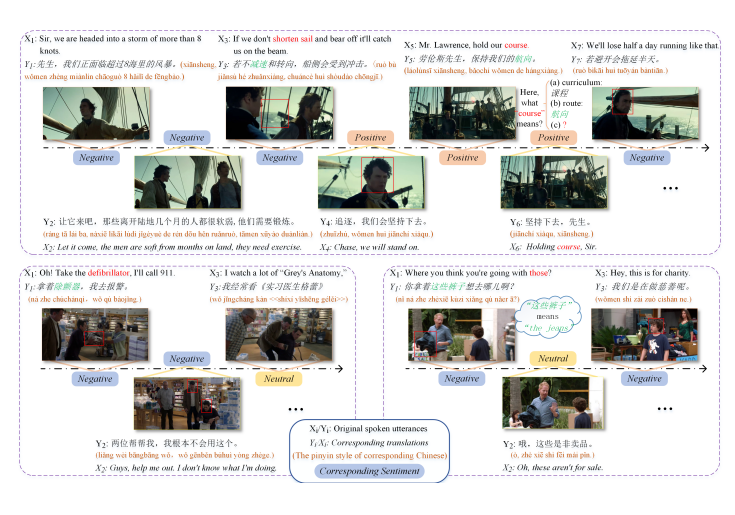 X₁: Sir, we are headed into a storm of more than 8
knots.
Y₁: 先生，我们正面临超过8海里的风暴。(xiānsheng,
wǒmen zhèng miànlín chāoguò 8 hǎilǐ de fēngbào.)
X₃: If we don't shorten sail and bear off it'll catch
us on the beam.
Y₃: 若不减速和转向，船侧会受到冲击。(ruò bù
jiǎnsù hé zhuǎnxiàng, chuáncè huì shòudào chōngjī.)
X₅: Mr. Lawrence, hold our course.
Y₅: 劳伦斯先生，保持我们的航向。
(láolúnsī xiānsheng, bǎochí wǒmen de hángxiàng.)
X₇: We'll lose half a day running like that.
Y₇: 若避开会拖延半天。
(ruò bìkāi huì tuōyán bàntiān.)
Here,
what
course”
means?
(a) curriculum:
课程
(b) route:
航向
(c) ?
Negative
Positive
Positive
Negative
Negative
Positive
Negative
...
Y₂: 让它来吧，那些离开陆地几个月的人都很软弱,他们需要锻炼。
(ràng tā lái ba, nàxiē líkāi lùdì jǐgèyuè de rén dōu hěn ruǎnruò, tāmen xūyào duànliàn.)
X₂: Let it come, the men are soft from months on land, they need exercise.
Y₄: 追逐，我们会坚持下去。
(zhuīzhú, wǒmen huì jiānchí xiàqù.)
X₄: Chase, we will stand on.
Y₆: 坚持下去，先生。
(jiānchí xiàqù, xiānsheng.)
X₆: Holding course, Sir.
X₁: Oh! Take the defibrillator, I'll call 911.
Y₁: 拿着除颤器，我去报警。
(ná zhe chúchànqì，wǒ qù bàojǐng.)
X₃: I watch a lot of “Grey's Anatomy,”
Y₃: 我经常看《实习医生格蕾》
(wǒ jīngcháng kàn <<shíxí yīshēng géléi>>)
Negative
Negative
Neutral
...
Y₂: 两位帮帮我，我根本不会用这个。
(liǎng wèi bāngbāng wǒ，wǒ gēnběn bùhuì yòng zhège.)
X₂: Guys, help me out. I don't know what I'm doing.
X₁: Where you think you're going with those?
Y₁: 你拿着这些裤子想去哪儿啊?
(nǐ ná zhe zhèxiē kùzi xiǎng qù nǎer ā?)
X₃: Hey, this is for charity.
Y₃: 我们是在做慈善呢。
(wǒmen shì zài zuò císhàn ne.)
“这些裤子”
means
“the jeans”
Negative
Neutral
Negative
...
Y₂: 哦，这些是非卖品。
(ò, zhè xiē shì fēi mài pǐn.)
X₂: Oh, these aren't for safe.
Xᵢ/Yᵢ: Original spoken utterances
Yᵢ/Xᵢ: Corresponding translations
(The pinyin style of corresponding Chinese)
Corresponding Sentiment